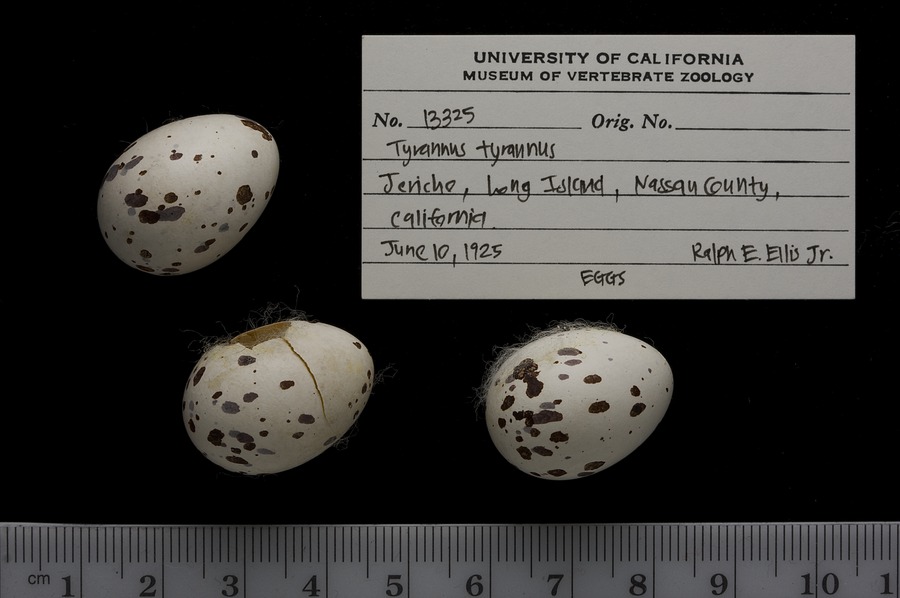 UNIVERSITY OF CALIFORNIA
MUSEUM OF VERTEBRATE ZOOLOGY
No. 13325 Orig. No.
Tyrannus tyrannus
Jericho, Long Island, Nassau County,
California.
June 10, 1925 Ralph E. Ellis Jr.
EGGS
cm 1 2 3 4 5 6 7 8 9 10 1